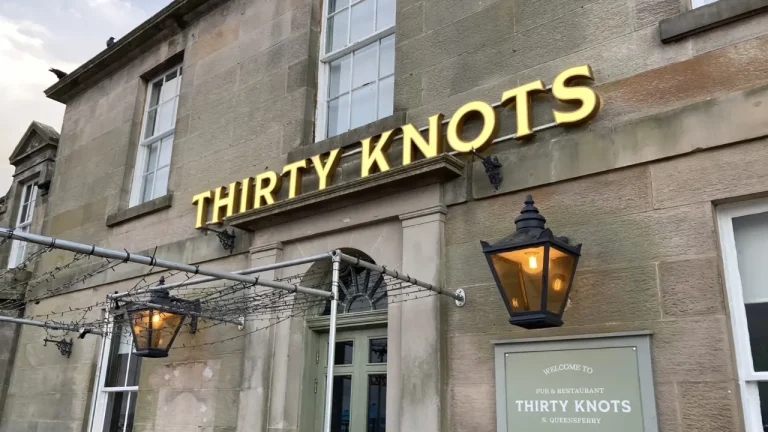 THIRTY KNOTS
WELCOME TO
PUB & RESTAURANT
THIRTY KNOTS
S. QUEENSFERRY